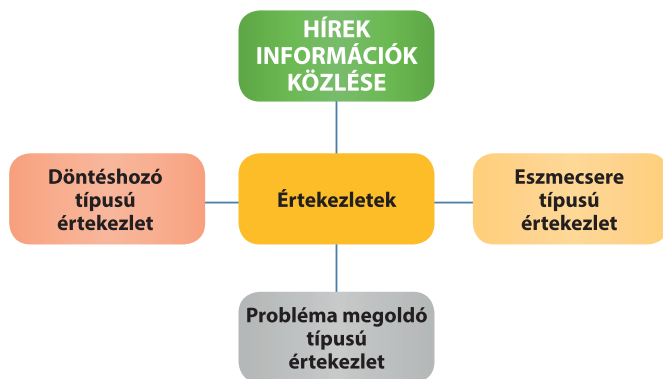 HÍREK
INFORMÁCIÓK
KÖZLÉSE
Döntéshozó
típusú
értekezlet
Értekezletek
Eszmecsere
típusú
értekezlet
Probléma megoldó
típusú
értekezlet